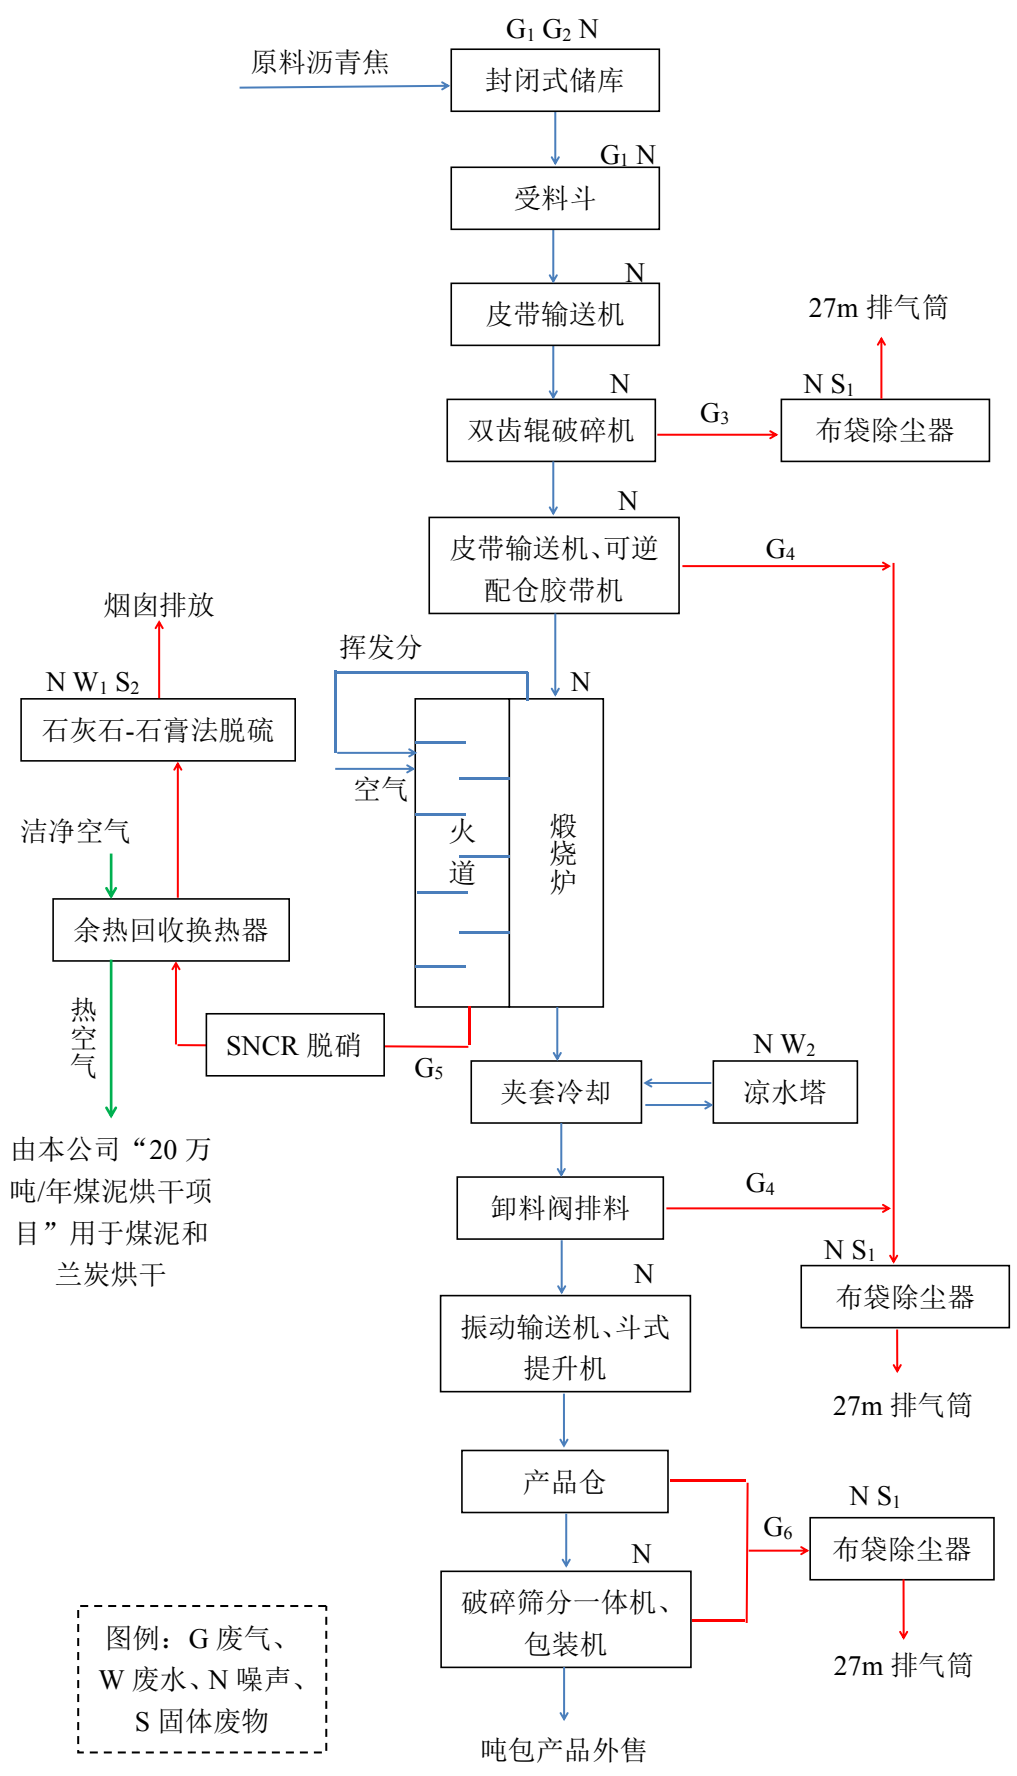 G₁ G₂ N
原料沥青焦
封闭式储库
G₁ N
受料斗
N
皮带输送机
27m 排气筒
N
N S₁
双齿辊破碎机
G₃
布袋除尘器
N
皮带输送机、可逆
配仓胶带机
G₄
烟囱排放
挥发分
N
N W₁ S₂
石灰石-石膏法脱硫
空气
洁净空气
火
道
煅
烧
炉
余热回收换热器
热
空
气
SNCR 脱硝
G₅
N W₂
夹套冷却
凉水塔
由本公司“20 万
吨/年煤泥烘干项
目”用于煤泥和
兰炭烘干
G₄
卸料阀排料
N S₁
N
布袋除尘器
振动输送机、斗式
提升机
27m 排气筒
产品仓
N S₁
G₆
布袋除尘器
N
破碎筛分一体机、
包装机
27m 排气筒
图例：G 废气、
W 废水、N 噪声、
S 固体废物
吨包产品外售